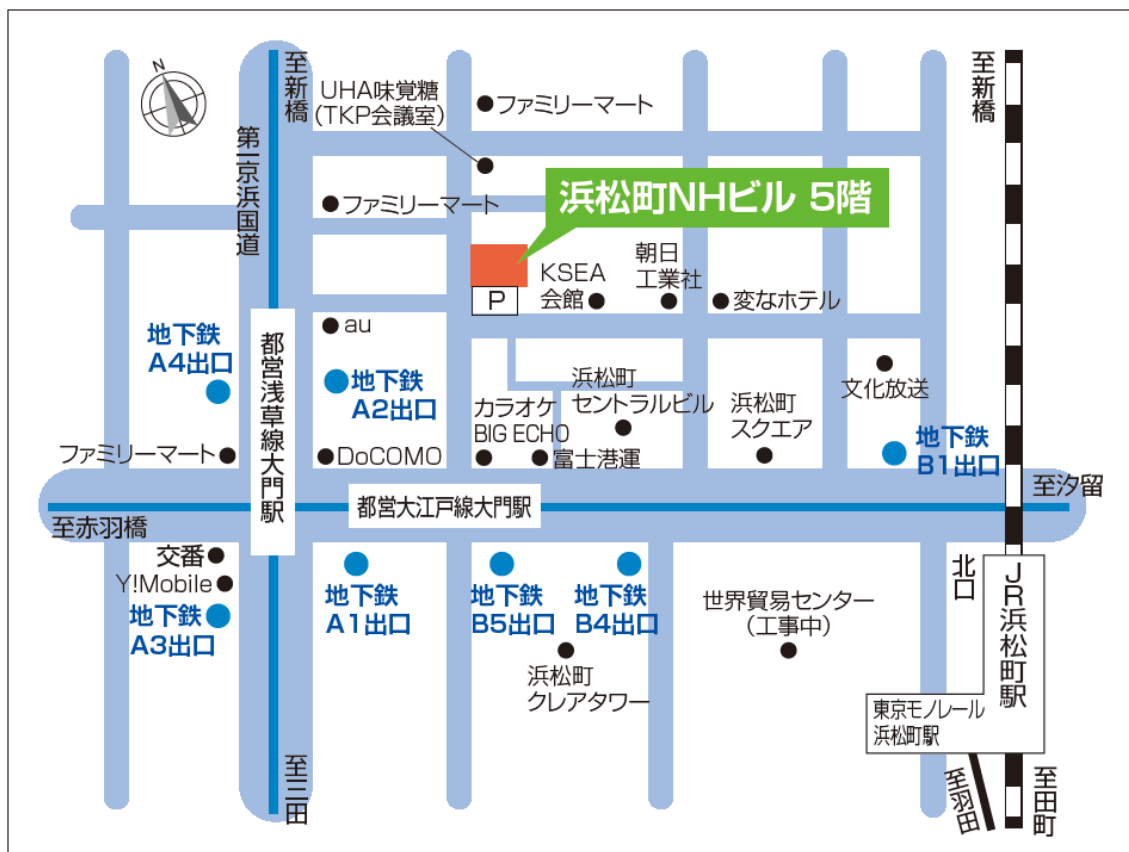 N
至新橋
第一京浜国道
UHA味覚糖
(TKP会議室)
ファミリーマート
至新橋
ファミリーマート
浜松町NHビル 5階
P
KSEA
会館
朝日
工業社
変なホテル
au
地下鉄
A4出口
都営浅草線大門駅
地下鉄
A2出口
浜松町
セントラルビル
文化放送
カラオケ
BIG ECHO
浜松町
スクエア
ファミリーマート
DoCOMO
富士港運
地下鉄
B1出口
至汐留
都営大江戸線大門駅
至赤羽橋
交番
Y!Mobile
地下鉄
A3出口
地下鉄
A1出口
地下鉄
B5出口
地下鉄
B4出口
世界貿易センター
(工事中)
北口
JR浜松町駅
浜松町
クレアタワー
東京モノレール
浜松町駅
至三田
至羽田
至田町